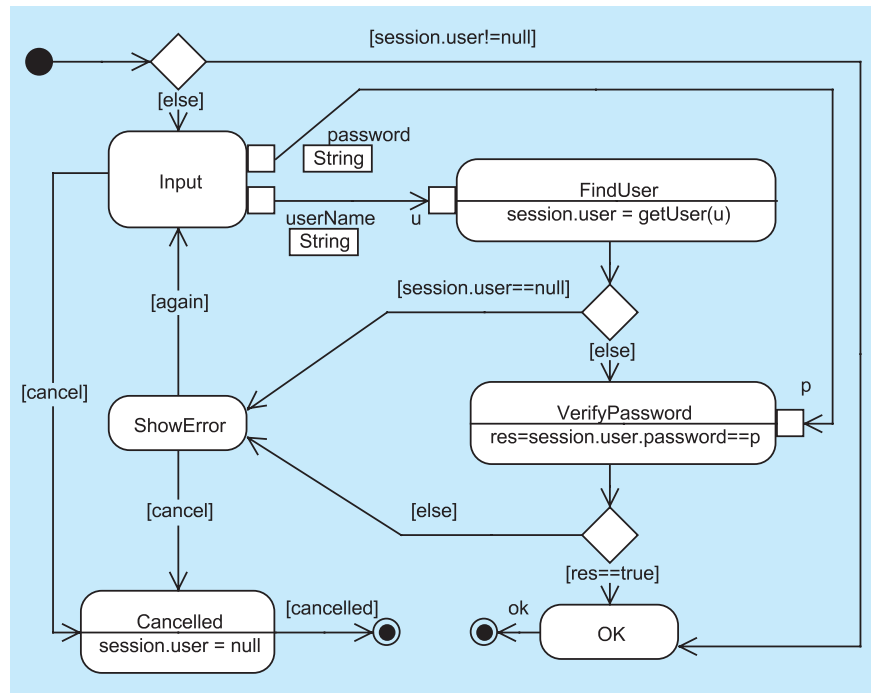 [session.user!=null]
[else]
password
String
Input
FindUser
session.user = getUser(u)
userName
u
String
[session.user==null]
[again]
[else]
[cancel]
p
VerifyPassword
res=session.user.password==p
ShowError
[cancel]
[else]
[res==true]
[cancelled]
ok
Cancelled
session.user = null
OK